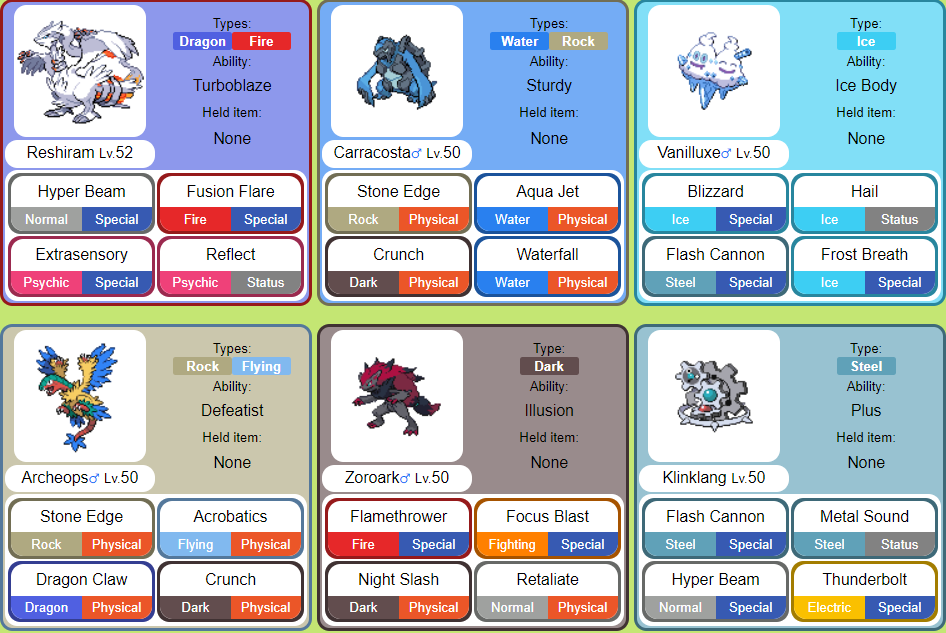 Types:
Dragon Fire
Ability:
Turboblaze
Held item:
None
Reshiram Lv.52
Hyper Beam
Normal Special
Fusion Flare
Fire Special
Extrasensory
Psychic Special
Reflect
Psychic Status
Types:
Water Rock
Ability:
Sturdy
Held item:
None
Carracosta♂ Lv.50
Stone Edge
Rock Physical
Aqua Jet
Water Physical
Crunch
Dark Physical
Waterfall
Water Physical
Type:
Ice
Ability:
Ice Body
Held item:
None
Vanilluxe♂ Lv.50
Blizzard
Ice Special
Hail
Ice Status
Flash Cannon
Steel Special
Frost Breath
Ice Special
Types:
Rock Flying
Ability:
Defeatist
Held item:
None
Archeops♂ Lv.50
Stone Edge
Rock Physical
Acrobatics
Flying Physical
Dragon Claw
Dragon Physical
Crunch
Dark Physical
Type:
Dark
Ability:
Illusion
Held item:
None
Zoroark♂ Lv.50
Flamethrower
Fire Special
Focus Blast
Fighting Special
Night Slash
Dark Physical
Retaliate
Normal Physical
Type:
Steel
Ability:
Plus
Held item:
None
Klinklang Lv.50
Flash Cannon
Steel Special
Metal Sound
Steel Status
Hyper Beam
Normal Special
Thunderbolt
Electric Special